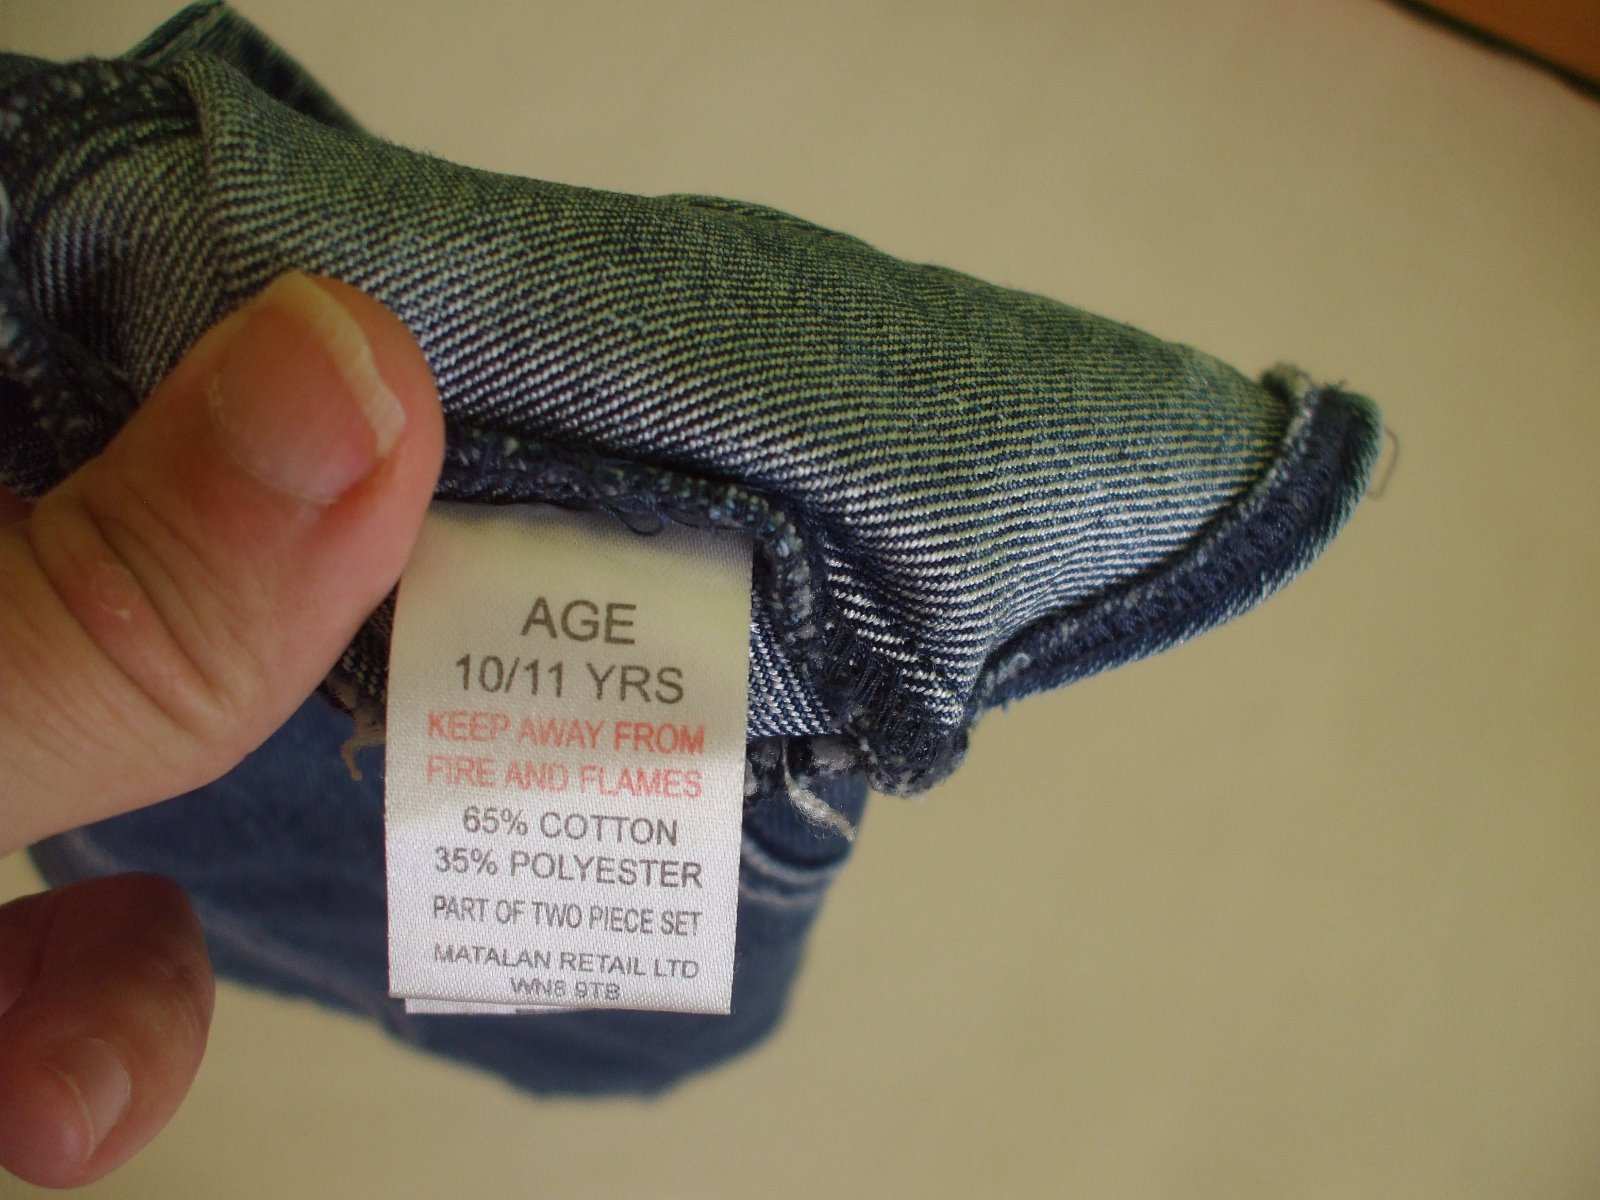 AGE
10/11 YRS
KEEP AWAY FROM
FIRE AND FLAMES
65% COTTON
35% POLYESTER
PART OF TWO PIECE SET
MATALAN RETAIL LTD
WN8 9TB